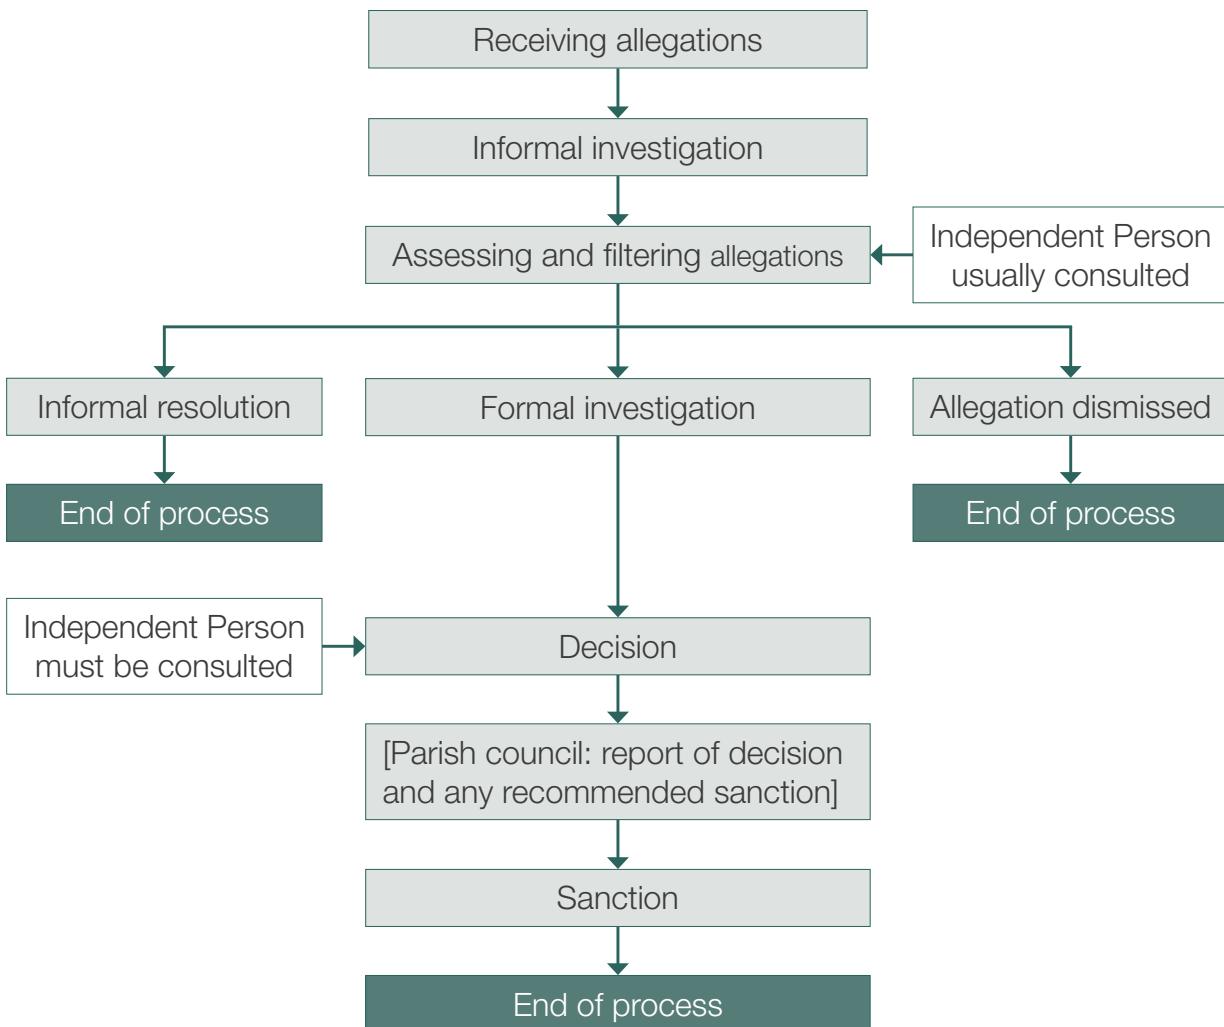 Receiving allegations
Informal investigation
Assessing and filtering allegations
Independent Person
usually consulted
Informal resolution
Formal investigation
Allegation dismissed
End of process
End of process
Independent Person
must be consulted
Decision
[Parish council: report of decision
and any recommended sanction]
Sanction
End of process